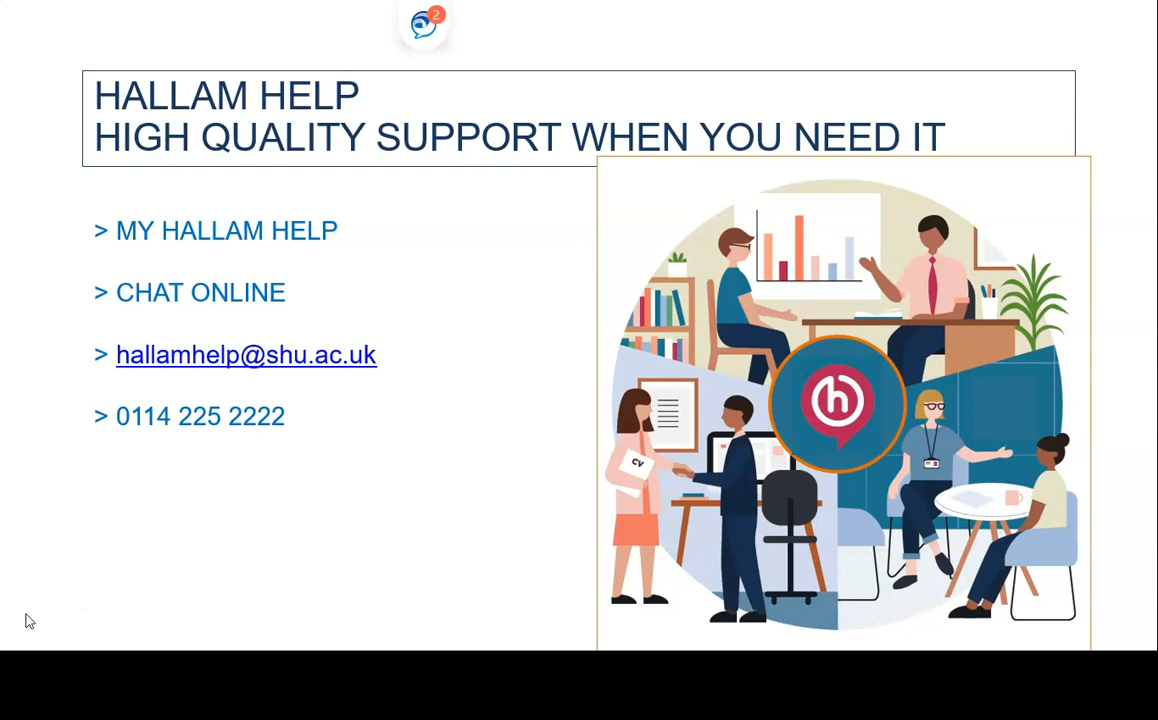 2
HALLAM HELP
HIGH QUALITY SUPPORT WHEN YOU NEED IT
> MY HALLAM HELP
> CHAT ONLINE
> hallamhelp@shu.ac.uk
> 0114 225 2222
h
CV